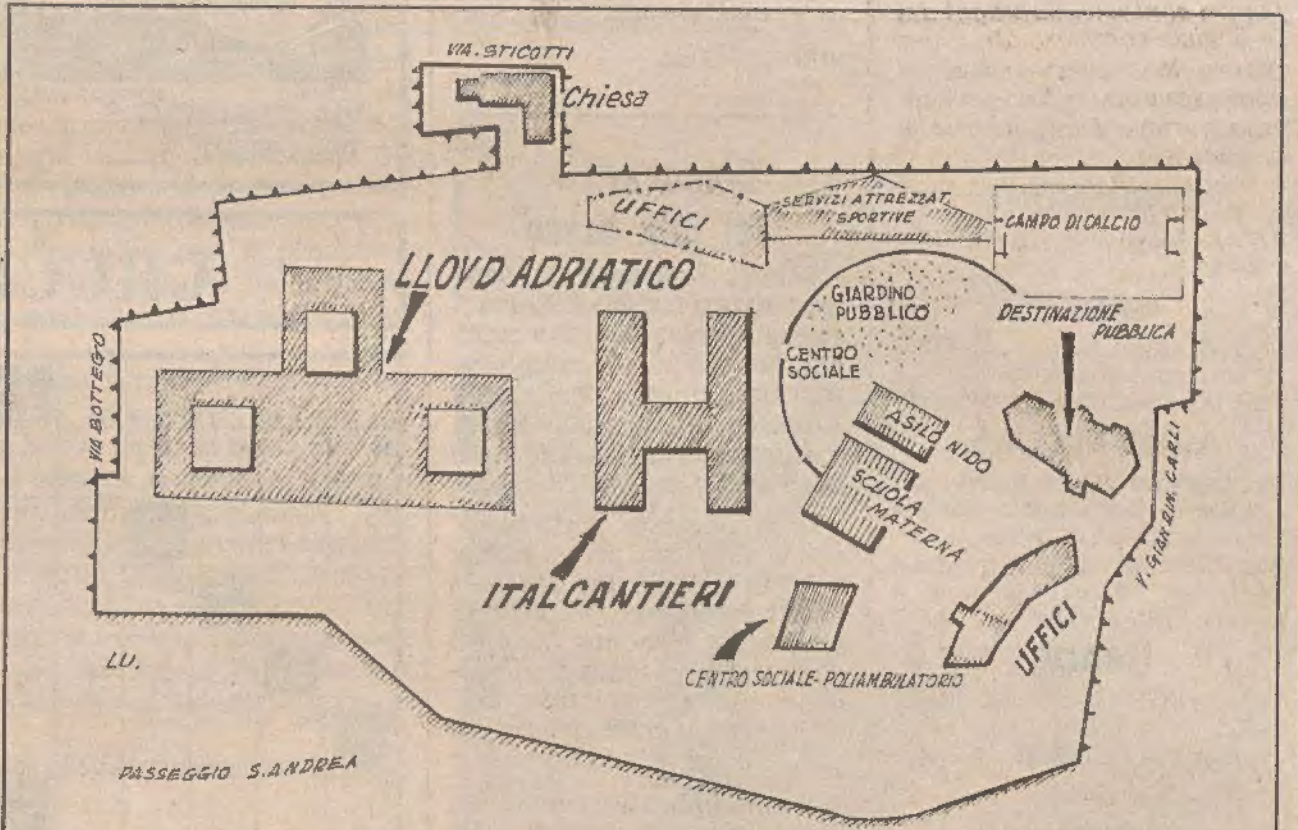 VIA. STICOTTI
Chiesa
UFFICI
SERVIZI ATTREZZAT.
SPORTIVE
CAMPO DI CALCIO
LLOYD ADRIATICO
GIARDINO
PUBBLICO
DESTINAZIONE
PUBBLICA
CENTRO
SOCIALE
VIA BOTTEGO
ASILO NIDO
SCUOLA
MATERNA
V. GIAN RIN. CARLI
ITALCANTIERI
UFFICI
LU.
CENTRO SOCIALE-POLIAMBULATORIO
PASSEGGIO S. ANDREA